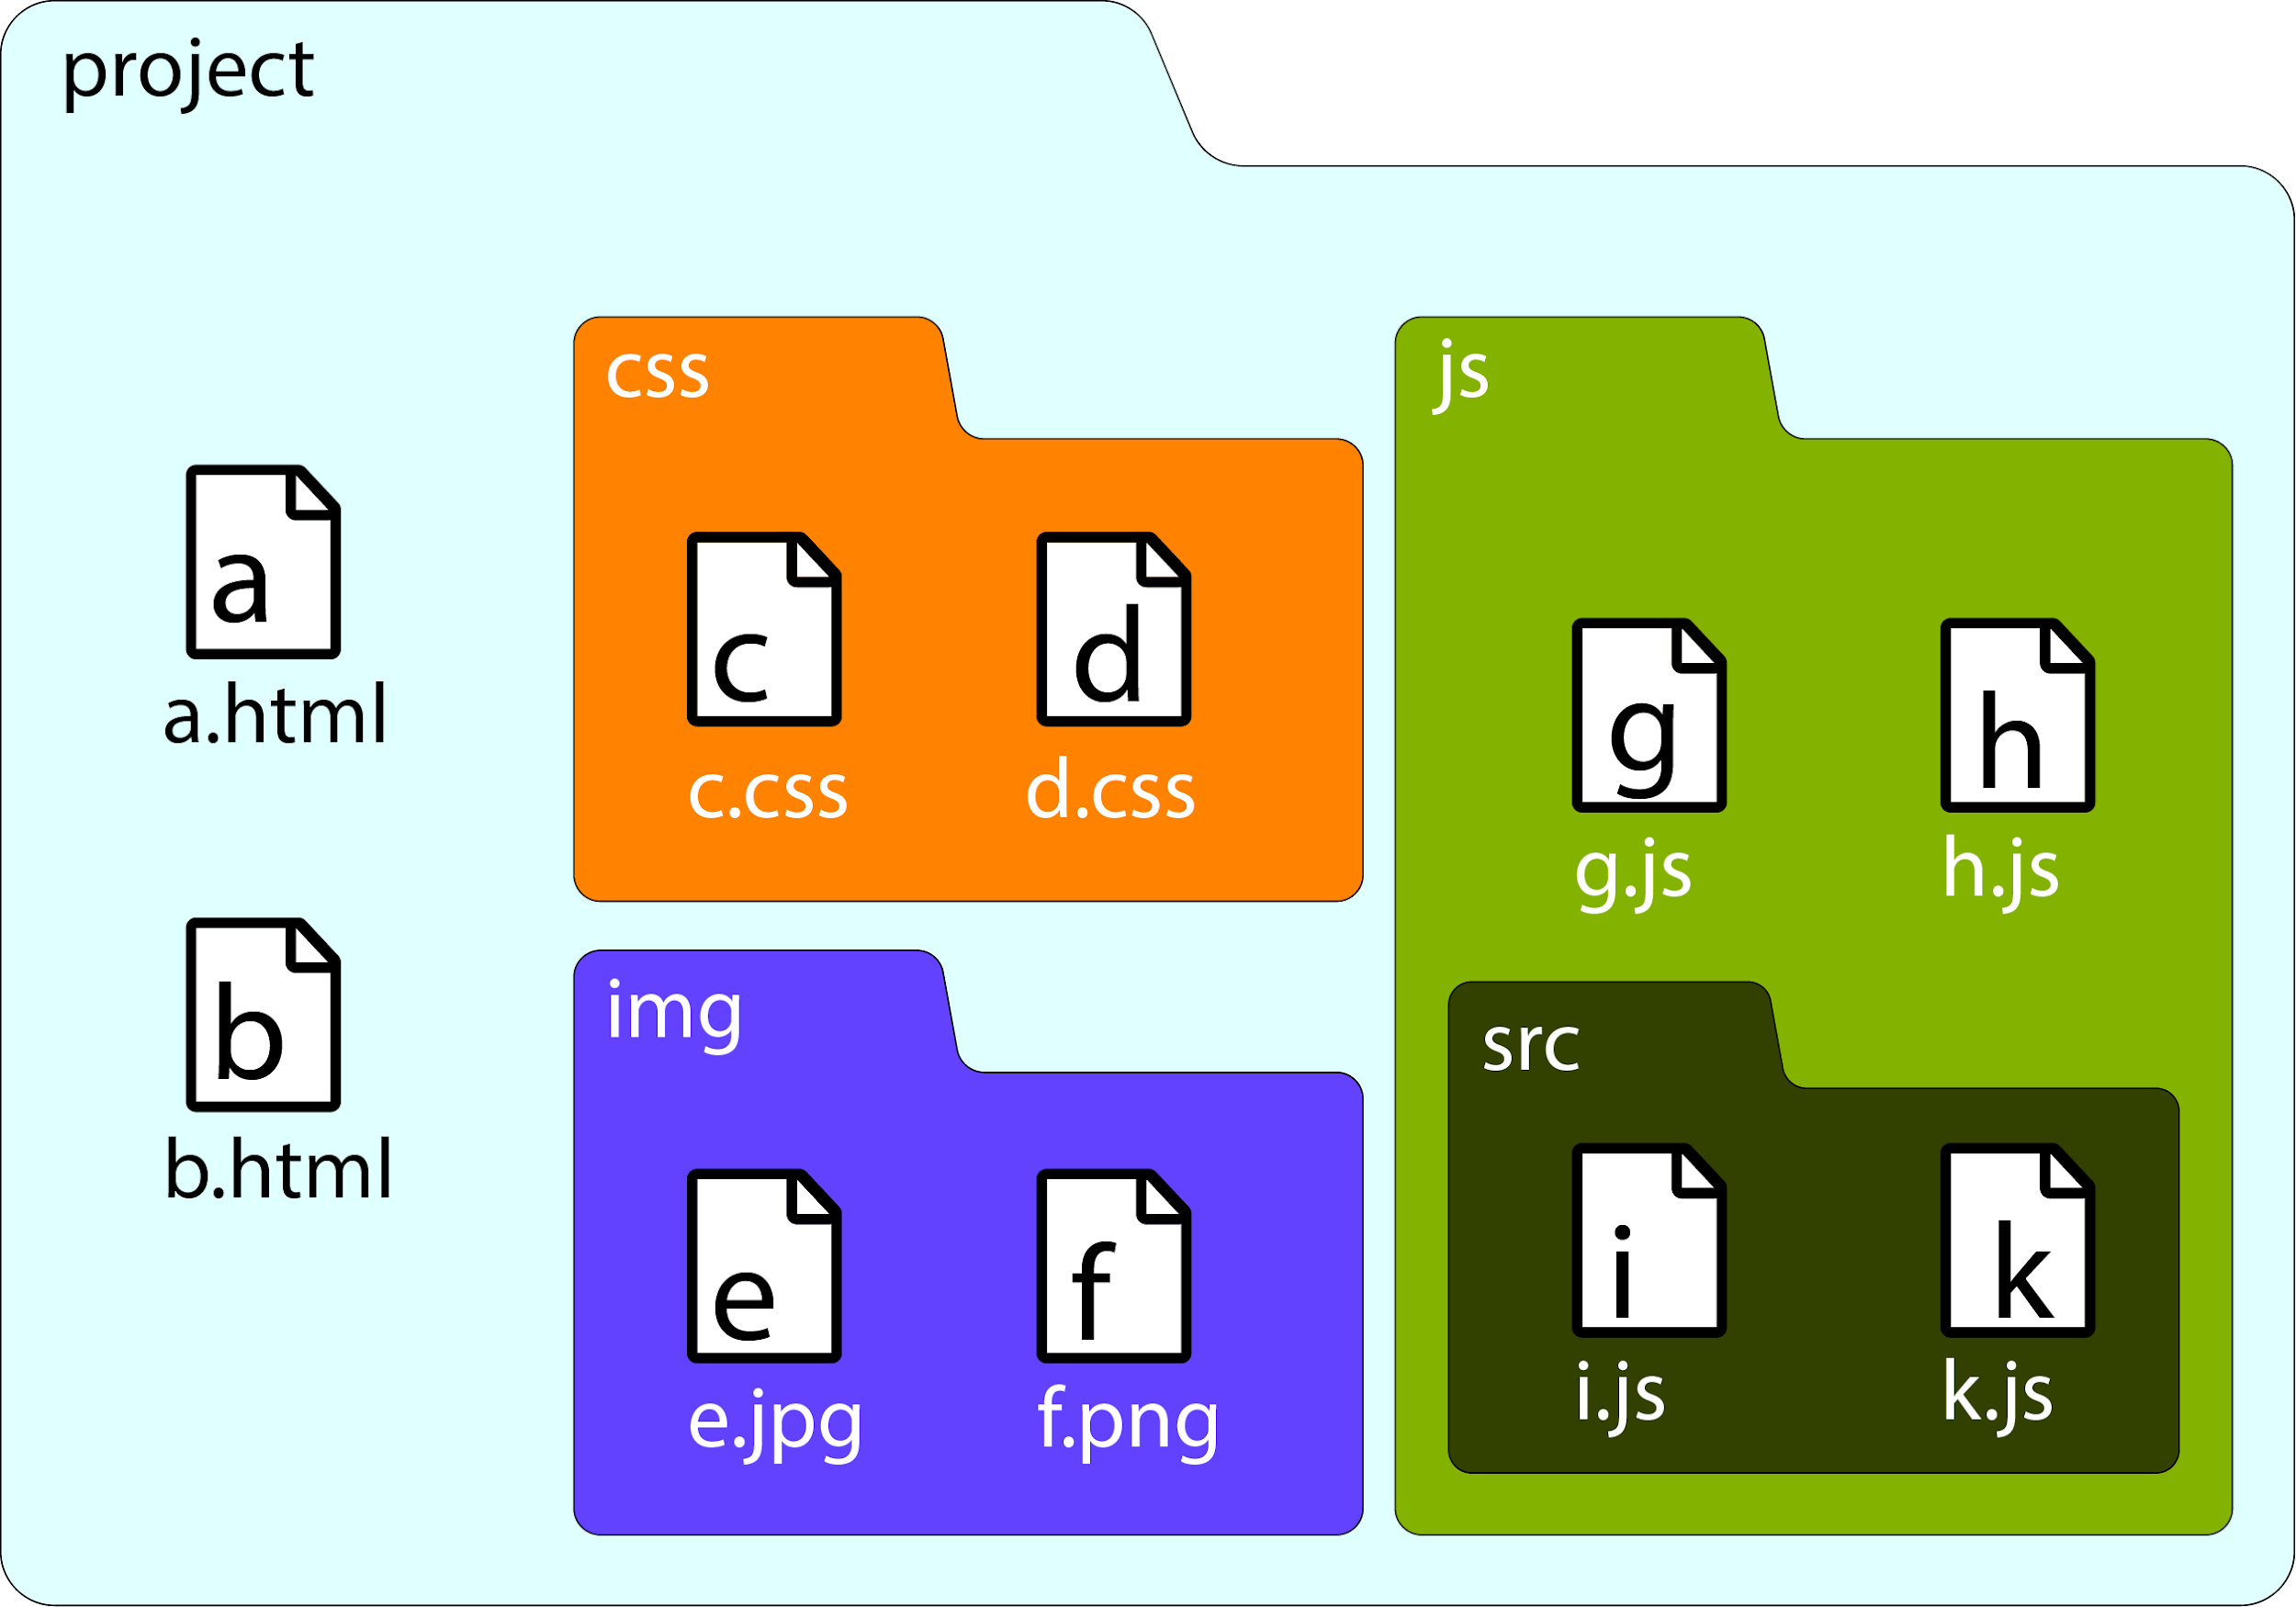 project
a
a.html
b
b.html
css
c
c.css
d
d.css
img
e
e.jpg
f
f.png
js
g
g.js
h
h.js
src
i
i.js
k
k.js